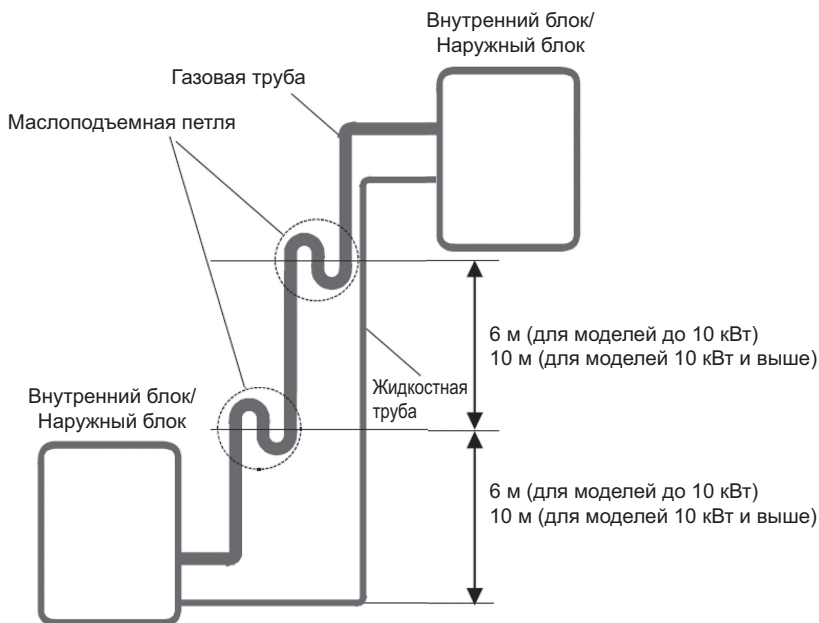 Внутренний блок/
Наружный блок
Газовая труба
Маслоподъемная петля
6 м (для моделей до 10 кВт)
10 м (для моделей 10 кВт и выше)
Жидкостная
труба
Внутренний блок/
Наружный блок
6 м (для моделей до 10 кВт)
10 м (для моделей 10 кВт и выше)